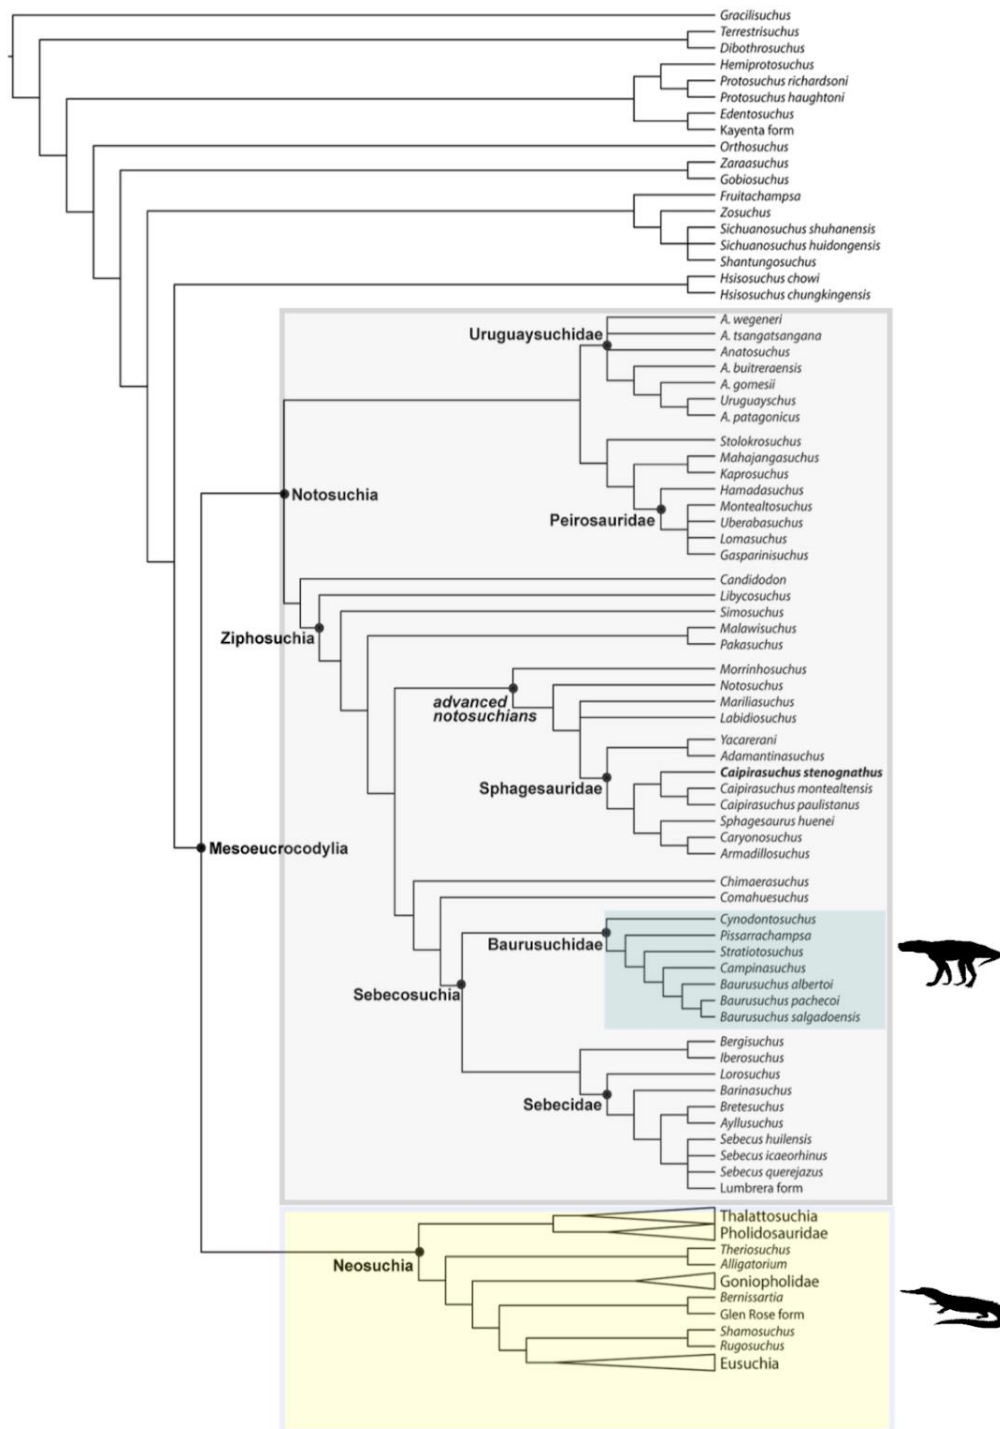 Gracilisuchus
Terrestrisuchus
Dibothrosuchus
Hemiprotosuchus
Protosuchus richardsoni
Protosuchus haughtoni
Edentosuchus
Kayenta form
Orthosuchus
Zaraasuchus
Gobiosuchus
Fruitachampsa
Zosuchus
Sichuanosuchus shuhanensis
Sichuanosuchus huidongensis
Shantungosuchus
Hsisosuchus chowi
Hsisosuchus chungkingensis
A. wegeneri
Uruguaysuchidae
A. tsangatsangana
Anatosuchus
A. buitreraensis
A. gomesii
Uruguayschus
A. patagonicus
Stolokrosuchus
Mahajangasuchus
Kaprosuchus
Hamadasuchus
Notosuchia
Montealtosuchus
Peirosauridae
Uberabasuchus
Lomasuchus
Gasparinisuchus
Candidodon
Libycosuchus
Simosuchus
Malawisuchus
Ziphosuchia
Pakasuchus
Morrinhosuchus
Notosuchus
advanced
notosuchians
Mariliasuchus
Labidiosuchus
Yacarerani
Adamantinasuchus
Caipirasuchus stenognathus
Sphagesauridae
Caipirasuchus montealtensis
Caipirasuchus paulistanus
Sphagesaurus huenei
Caryonosuchus
Mesoeucrocodylia
Armadillosuchus
Chimaerasuchus
Comahuesuchus
Cynodontosuchus
Pissarrachampsa
Baurusuchidae
Stratiotosuchus
Campinasuchus
Baurusuchus albertoi
Sebecosuchia
Baurusuchus pachecoi
Baurusuchus salgadoensis
Bergisuchus
Iberosuchus
Lorosuchus
Barinasuchus
Sebecidae
Bretesuchus
Ayllusuchus
Sebecus huilensis
Sebecus icaeorhinus
Sebecus querejazus
Lumbrera form
Thalattosuchia
Pholidosauridae
Theriosuchus
Neosuchia
Alligatorium
Goniopholidae
Bernissartia
Glen Rose form
Shamosuchus
Rugosuchus
Eusuchia